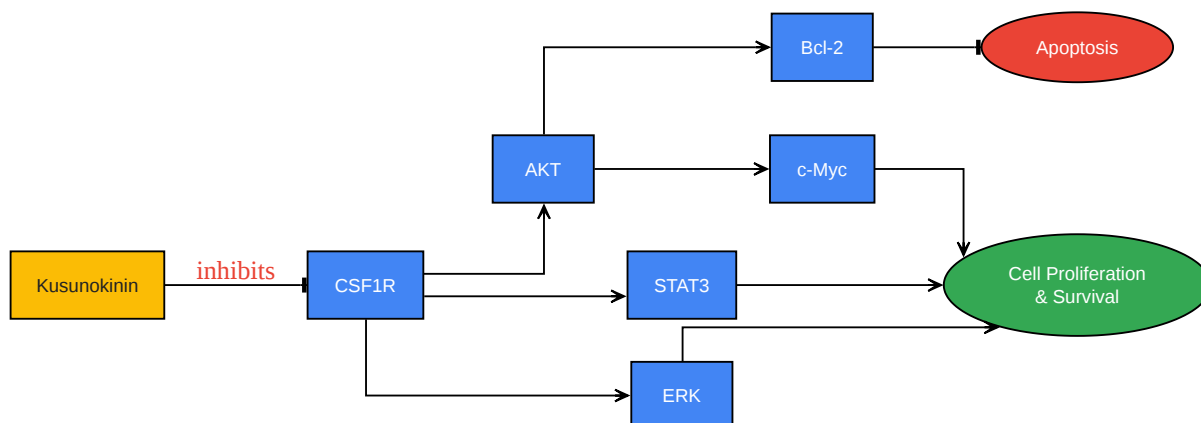 Bcl-2
Apoptosis
AKT
c-Myc
Kusunokinin
inhibits
CSF1R
STAT3
Cell Proliferation
& Survival
ERK